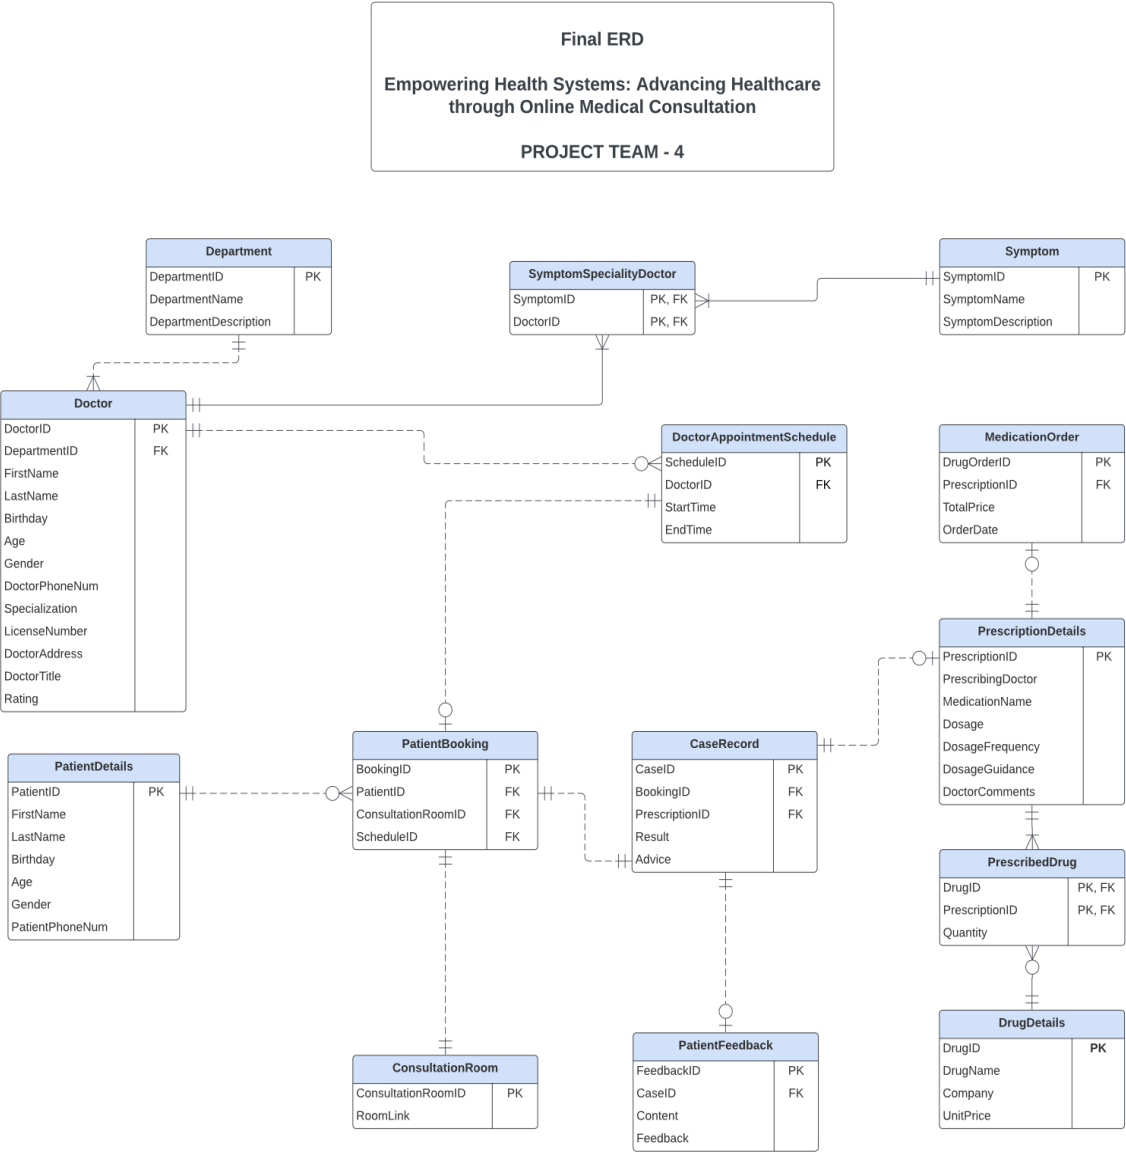 Final ERD
Empowering Health Systems: Advancing Healthcare
through Online Medical Consultation
PROJECT TEAM - 4
Department
DepartmentID PK
DepartmentName
DepartmentDescription
SymptomSpecialityDoctor
SymptomID PK, FK
DoctorID PK, FK
Symptom
SymptomID PK
SymptomName
SymptomDescription
Doctor
DoctorID PK
DepartmentID FK
FirstName
LastName
Birthday
Age
Gender
DoctorPhoneNum
Specialization
LicenseNumber
DoctorAddress
DoctorTitle
Rating
DoctorAppointmentSchedule
ScheduleID PK
DoctorID FK
StartTime
EndTime
MedicationOrder
DrugOrderID PK
PrescriptionID FK
TotalPrice
OrderDate
PrescriptionDetails
PrescriptionID PK
PrescribingDoctor
MedicationName
Dosage
DosageFrequency
DosageGuidance
DoctorComments
PatientDetails
PatientID PK
FirstName
LastName
Birthday
Age
Gender
PatientPhoneNum
PatientBooking
BookingID PK
PatientID FK
ConsultationRoomID FK
ScheduleID FK
CaseRecord
CaseID PK
BookingID FK
PrescriptionID FK
Result
Advice
PrescribedDrug
DrugID PK, FK
PrescriptionID PK, FK
Quantity
ConsultationRoom
ConsultationRoomID PK
RoomLink
PatientFeedback
FeedbackID PK
CaseID FK
Content
Feedback
DrugDetails
DrugID PK
DrugName
Company
UnitPrice